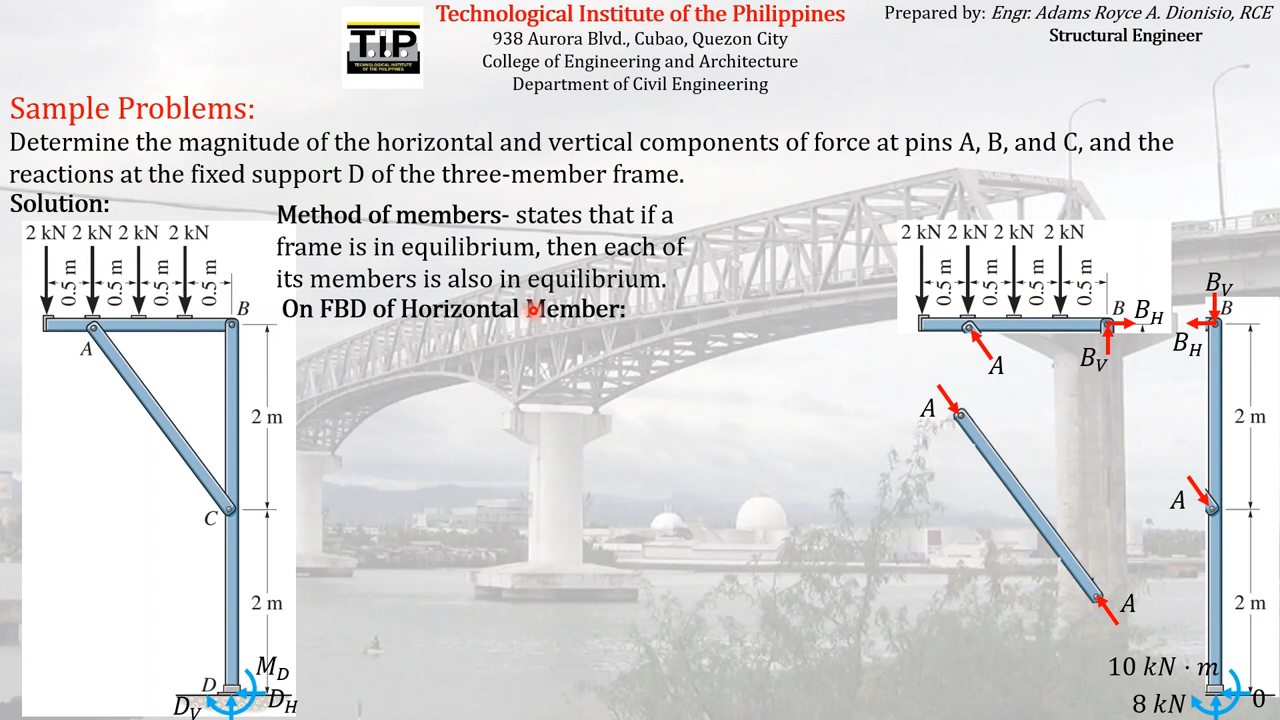 Technological Institute of the Philippines
938 Aurora Blvd., Cubao, Quezon City
College of Engineering and Architecture
Department of Civil Engineering
Prepared by: Engr. Adams Royce A. Dionisio, RCE
Structural Engineer
TiP
TECHNOLOGICAL INSTITUTE
OF THE PHILIPPINES
Sample Problems:
Determine the magnitude of the horizontal and vertical components of force at pins A, B, and C, and the
reactions at the fixed support D of the three-member frame.
Solution:
Method of members- states that if a
frame is in equilibrium, then each of
its members is also in equilibrium.
On FBD of Horizontal Member:
2 kN 2 kN 2 kN 2 kN
0.5 m 0.5 m 0.5 m 0.5 m
B
A
2 m
C
2 m
M_D
D
D_V
D_H
2 kN 2 kN 2 kN 2 kN
0.5 m 0.5 m 0.5 m 0.5 m
B
B_H
B_V
A
A
A
B_V
B
B_H
2 m
A
2 m
10 kN · m
8 kN
0